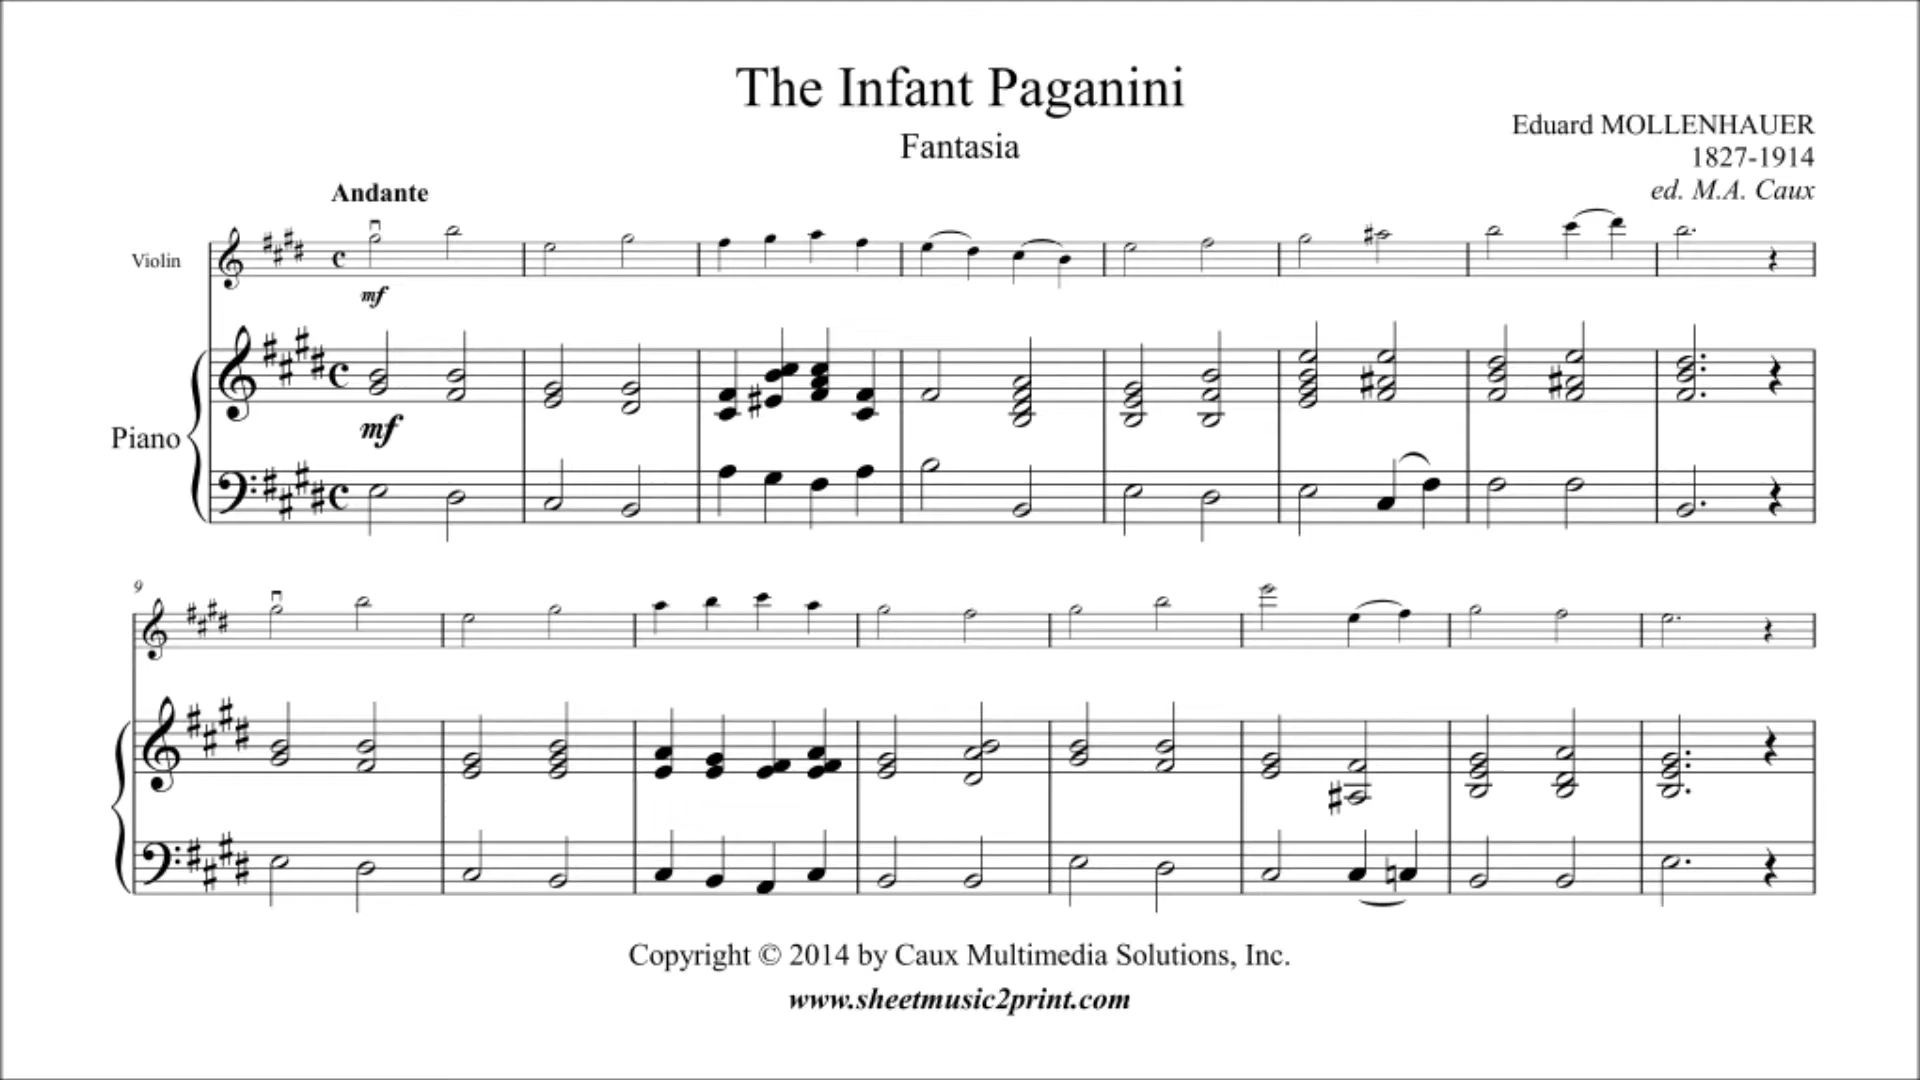 The Infant Paganini
Fantasia
Eduard MOLLENHAUER
1827-1914
ed. M.A. Caux
Andante
Violin
mf
mf
Piano
9
Copyright © 2014 by Caux Multimedia Solutions, Inc.
www.sheetmusic2print.com